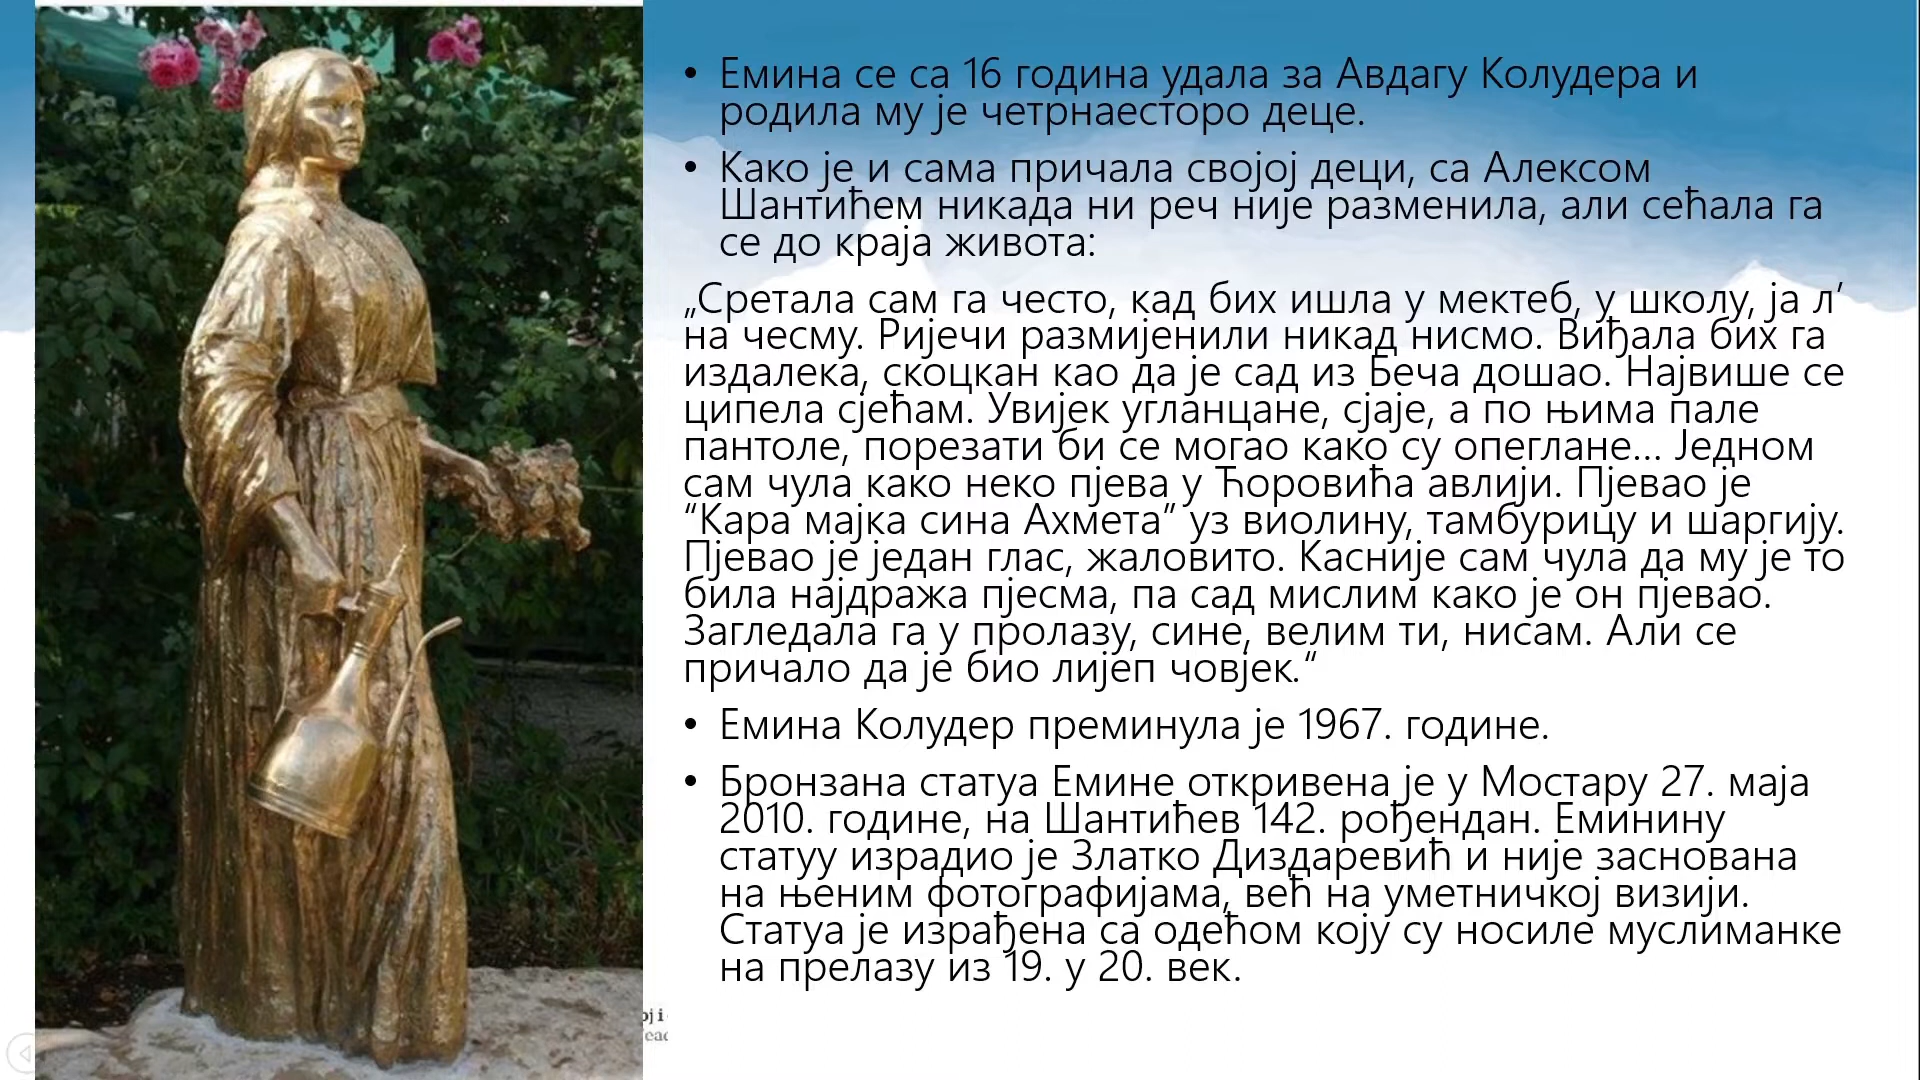 • Емина се са 16 година удала за Авдагу Колудера и
родила му је четрнаесторо деце.
• Како је и сама причала својој деци, са Алексом
Шантићем никада ни реч није разменила, али сећала га
се до краја живота:
„Сретала сам га често, кад бих ишла у мектеб, у школу, ја л’
на чесму. Ријечи размијенили никад нисмо. Виђала бих га
издалека, скоцкан као да је сад из Беча дошао. Највише се
ципела сјећам. Увијек угланцане, сјаје, а по њима пале
пантоле, порезати би се могао како су опеглане... Једном
сам чула како неко пјева у Ћоровића авлији. Пјевао је
“Кара мајка сина Ахмета” уз виолину, тамбурицу и шаргију.
Пјевао је један глас, жаловито. Касније сам чула да му је то
била најдража пјесма, па сад мислим како је он пјевао.
Загледала га у пролазу, сине, велим ти, нисам. Али се
причало да је био лијеп човјек.“
• Емина Колудер преминула је 1967. године.
• Бронзана статуа Емине откривена је у Мостару 27. маја
2010. године, на Шантићев 142. рођендан. Еминину
статуу израдио је Златко Диздаревић и није заснована
на њеним фотографијама, већ на уметничкој визији.
Статуа је израђена са одећом коју су носиле муслиманке
на прелазу из 19. у 20. век.